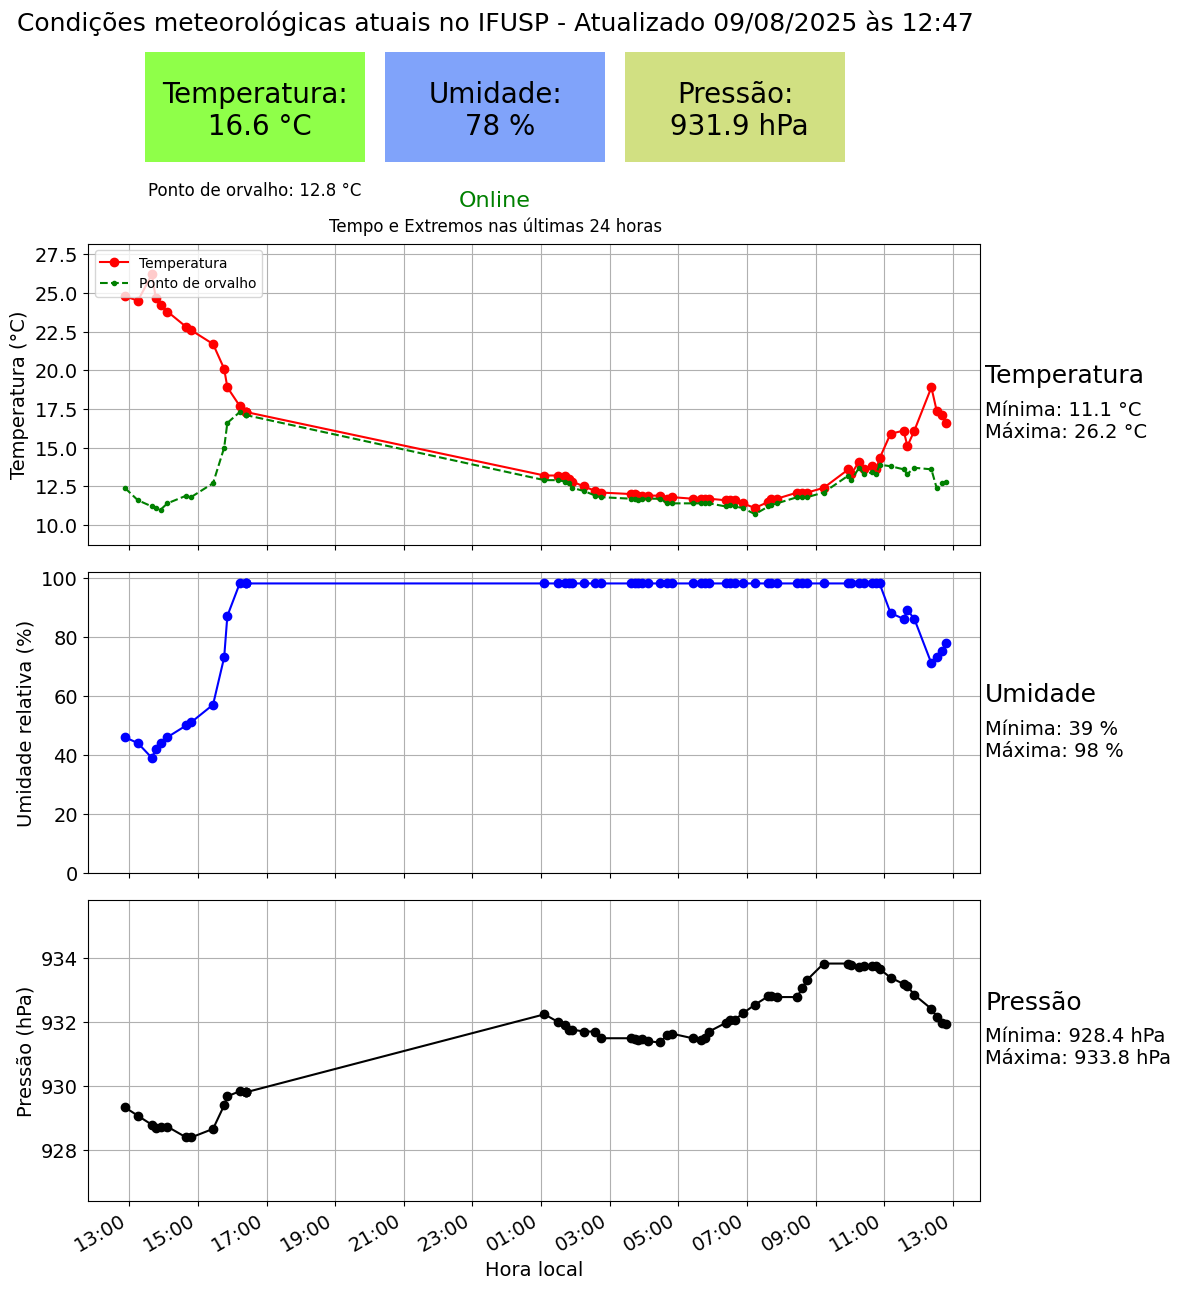 Condições meteorológicas atuais no IFUSP - Atualizado 09/08/2025 às 12:47
Temperatura:
16.6 °C
Umidade:
78 %
Pressão:
931.9 hPa
Ponto de orvalho: 12.8 °C
Online
Tempo e Extremos nas últimas 24 horas
Temperatura (°C)
27.5
25.0
22.5
20.0
17.5
15.0
12.5
10.0
Temperatura
Ponto de orvalho
Temperatura
Mínima: 11.1 °C
Máxima: 26.2 °C
Umidade relativa (%)
100
80
60
40
20
0
Umidade
Mínima: 39 %
Máxima: 98 %
Pressão (hPa)
934
932
930
928
Pressão
Mínima: 928.4 hPa
Máxima: 933.8 hPa
13:00
15:00
17:00
19:00
21:00
23:00
01:00
03:00
05:00
07:00
09:00
11:00
13:00
Hora local